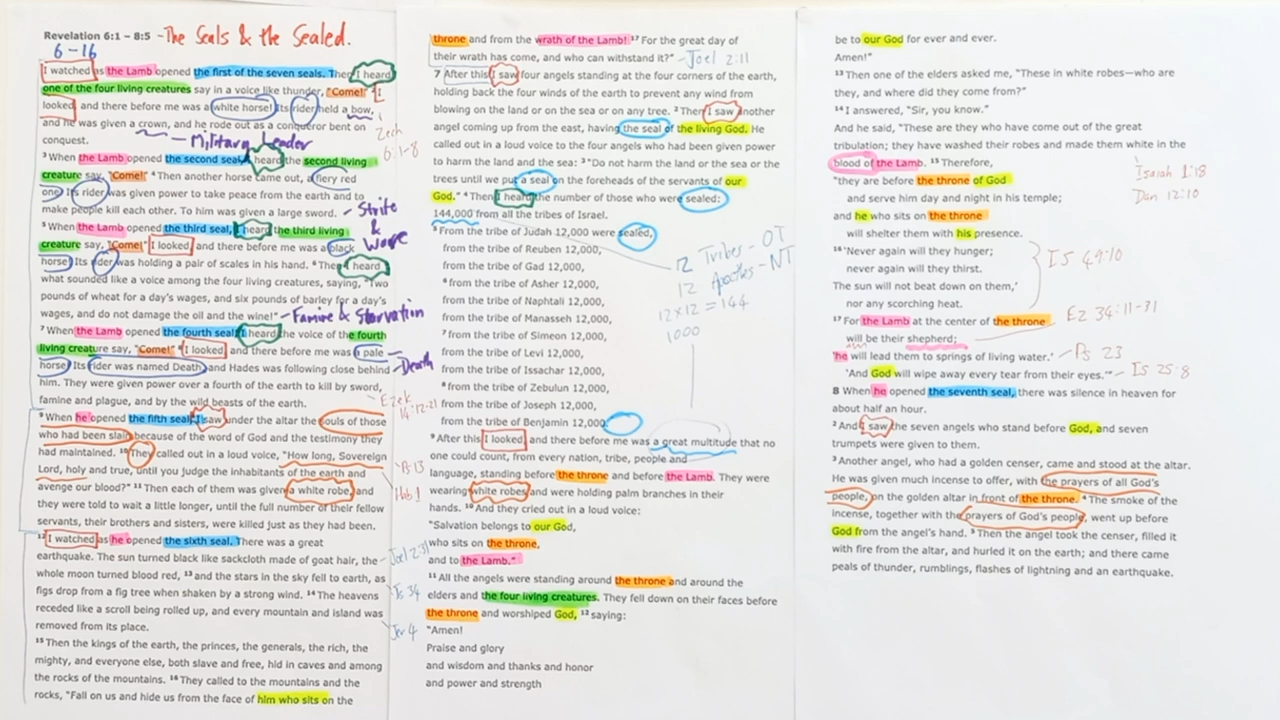 Revelation 6:1 – 8:5 - The Seals & the Sealed.
6-16
I watched as the Lamb opened the first of the seven seals. Then I heard
one of the four living creatures say in a voice like thunder, "Come!" ² I
looked, and there before me was a white horse! Its rider held a bow,
and he was given a crown, and he rode out as a conqueror bent on
conquest. - Military Leader
Zech 6:1-8
³ When the Lamb opened the second seal, I heard the second living
creature say, "Come!" ⁴ Then another horse came out, a fiery red
one. Its rider was given power to take peace from the earth and to
make people kill each other. To him was given a large sword. - Strife & Ware
⁵ When the Lamb opened the third seal, I heard the third living
creature say, "Come!" I looked, and there before me was a black
horse! Its rider was holding a pair of scales in his hand. ⁶ Then I heard
what sounded like a voice among the four living creatures, saying, "Two
pounds of wheat for a day's wages, and six pounds of barley for a day's
wages, and do not damage the oil and the wine!" - Famine & Starvation
⁷ When the Lamb opened the fourth seal, I heard the voice of the fourth
living creature say, "Come!" ⁸ I looked, and there before me was a pale
horse! Its rider was named Death, and Hades was following close behind - Death
him. They were given power over a fourth of the earth to kill by sword,
famine and plague, and by the wild beasts of the earth.
Ezek 14:12-21
⁹ When he opened the fifth seal, I saw under the altar the souls of those
who had been slain because of the word of God and the testimony they
had maintained. ¹⁰ They called out in a loud voice, "How long, Sovereign
Lord, holy and true, until you judge the inhabitants of the earth and
avenge our blood?" ¹¹ Then each of them was given a white robe, and
they were told to wait a little longer, until the full number of their fellow
servants, their brothers and sisters, were killed just as they had been.
Ps 13
Hab 1
¹² I watched as he opened the sixth seal. There was a great
earthquake. The sun turned black like sackcloth made of goat hair, the - Joel 2:31
whole moon turned blood red, ¹³ and the stars in the sky fell to earth, as
figs drop from a fig tree when shaken by a strong wind. ¹⁴ The heavens Is 34
receded like a scroll being rolled up, and every mountain and island was
removed from its place. Jer 4
¹⁵ Then the kings of the earth, the princes, the generals, the rich, the
mighty, and everyone else, both slave and free, hid in caves and among
the rocks of the mountains. ¹⁶ They called to the mountains and the
rocks, "Fall on us and hide us from the face of him who sits on the
throne and from the wrath of the Lamb! ¹⁷ For the great day of
their wrath has come, and who can withstand it?" - Joel 2:11
7 After this I saw four angels standing at the four corners of the earth,
holding back the four winds of the earth to prevent any wind from
blowing on the land or on the sea or on any tree. ² Then I saw another
angel coming up from the east, having the seal of the living God. He
called out in a loud voice to the four angels who had been given power
to harm the land and the sea: ³ "Do not harm the land or the sea or the
trees until we put a seal on the foreheads of the servants of our
God." ⁴ Then I heard the number of those who were sealed:
144,000 from all the tribes of Israel.
⁵ From the tribe of Judah 12,000 were sealed,
from the tribe of Reuben 12,000,
from the tribe of Gad 12,000,
⁶ from the tribe of Asher 12,000,
from the tribe of Naphtali 12,000,
from the tribe of Manasseh 12,000,
⁷ from the tribe of Simeon 12,000,
from the tribe of Levi 12,000,
from the tribe of Issachar 12,000,
⁸ from the tribe of Zebulun 12,000,
from the tribe of Joseph 12,000,
from the tribe of Benjamin 12,000.
12 Tribes - OT
12 Apostles - NT
12x12 = 144
1000
⁹ After this I looked, and there before me was a great multitude that no
one could count, from every nation, tribe, people and
language, standing before the throne and before the Lamb. They were
wearing white robes and were holding palm branches in their
hands. ¹⁰ And they cried out in a loud voice:
"Salvation belongs to our God,
who sits on the throne,
and to the Lamb."
¹¹ All the angels were standing around the throne and around the
elders and the four living creatures. They fell down on their faces before
the throne and worshiped God, ¹² saying:
"Amen!
Praise and glory
and wisdom and thanks and honor
and power and strength
be to our God for ever and ever.
Amen!"
¹³ Then one of the elders asked me, "These in white robes—who are
they, and where did they come from?"
¹⁴ I answered, "Sir, you know."
And he said, "These are they who have come out of the great
tribulation; they have washed their robes and made them white in the
blood of the Lamb. ¹⁵ Therefore,
Isaiah 1:18
Dan 12:10
"they are before the throne of God
and serve him day and night in his temple;
and he who sits on the throne
will shelter them with his presence.
¹⁶ 'Never again will they hunger;
never again will they thirst. Is 49:10
The sun will not beat down on them,'
nor any scorching heat.
¹⁷ For the Lamb at the center of the throne
will be their shepherd; Ez 34:11-31
'he will lead them to springs of living water.' - Ps 23
'And God will wipe away every tear from their eyes.'" - Is 25:8
8 When he opened the seventh seal, there was silence in heaven for
about half an hour.
² And I saw the seven angels who stand before God, and seven
trumpets were given to them.
³ Another angel, who had a golden censer, came and stood at the altar.
He was given much incense to offer, with the prayers of all God's
people, on the golden altar in front of the throne. ⁴ The smoke of the
incense, together with the prayers of God's people, went up before
God from the angel's hand. ⁵ Then the angel took the censer, filled it
with fire from the altar, and hurled it on the earth; and there came
peals of thunder, rumblings, flashes of lightning and an earthquake.